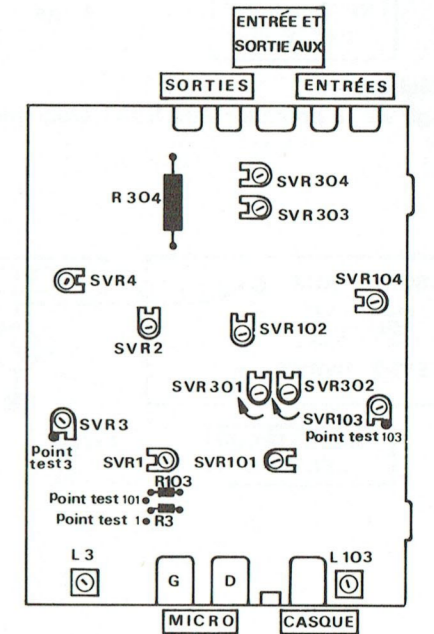 ENTRÉE ET
SORTIE AUX
SORTIES
ENTRÉES
R 304
SVR 304
SVR 303
SVR4
SVR104
SVR2
SVR102
SVR 301
SVR302
SVR3
SVR103
Point
test 3
Point test 103
SVR1
SVR101
R103
Point test 101
Point test 1
R3
L 3
L 103
G
D
MICRO
CASQUE